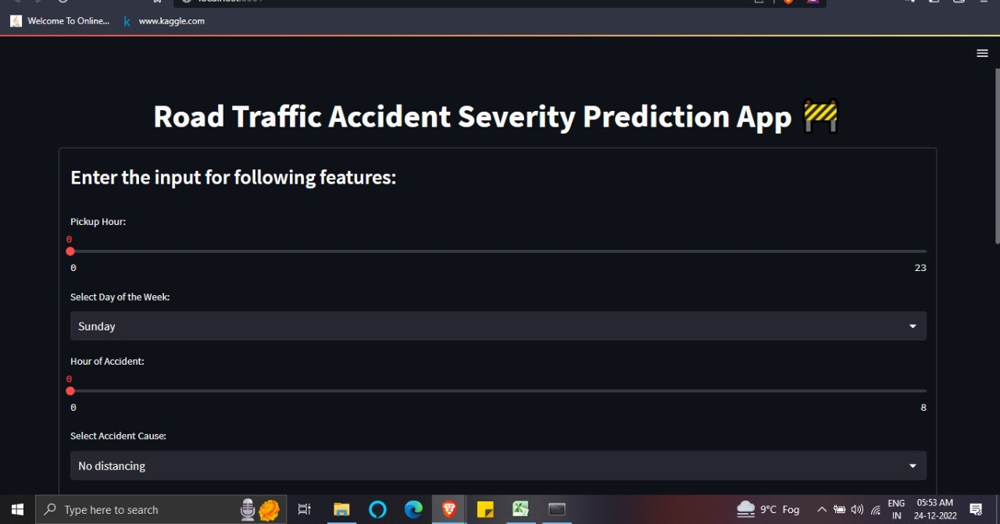 Welcome To Online...
www.kaggle.com
Road Traffic Accident Severity Prediction App
Enter the input for following features:
Pickup Hour:
0
0 23
Select Day of the Week:
Sunday
Hour of Accident:
0
0 8
Select Accident Cause:
No distancing
Type here to search
9°C Fog
ENG
IN
05:53 AM
24-12-2022